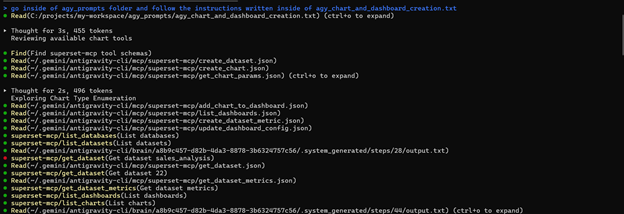 > go inside of agy_prompts folder and follow the instructions written inside of agy_chart_and_dashboard_creation.txt
● Read(C:/projects/my-workspace/agy_prompts/agy_chart_and_dashboard_creation.txt) (ctrl+o to expand)
▸ Thought for 3s, 455 tokens
Reviewing available chart tools
● Find(Find superset-mcp tool schemas)
● Read(~/.gemini/antigravity-cli/mcp/superset-mcp/create_dataset.json)
● Read(~/.gemini/antigravity-cli/mcp/superset-mcp/create_chart.json)
● Read(~/.gemini/antigravity-cli/mcp/superset-mcp/get_chart_params.json) (ctrl+o to expand)
▸ Thought for 2s, 496 tokens
Exploring Chart Type Enumeration
● Read(~/.gemini/antigravity-cli/mcp/superset-mcp/add_chart_to_dashboard.json)
● Read(~/.gemini/antigravity-cli/mcp/superset-mcp/list_dashboards.json)
● Read(~/.gemini/antigravity-cli/mcp/superset-mcp/create_dataset_metric.json)
● Read(~/.gemini/antigravity-cli/mcp/superset-mcp/update_dashboard_config.json)
● superset-mcp/list_databases(List databases)
● superset-mcp/list_datasets(List datasets)
● Read(~/.gemini/antigravity-cli/brain/a8b9c457-d82b-4da3-8878-3b6324757c56/.system_generated/steps/28/output.txt)
● superset-mcp/get_dataset(Get dataset sales_analysis)
● Read(~/.gemini/antigravity-cli/mcp/superset-mcp/get_dataset.json)
● superset-mcp/get_dataset(Get dataset 22)
● Read(~/.gemini/antigravity-cli/mcp/superset-mcp/get_dataset_metrics.json)
● superset-mcp/get_dataset_metrics(Get dataset metrics)
● superset-mcp/list_dashboards(List dashboards)
● superset-mcp/list_charts(List charts)
● Read(~/.gemini/antigravity-cli/brain/a8b9c457-d82b-4da3-8878-3b6324757c56/.system_generated/steps/44/output.txt) (ctrl+o to expand)